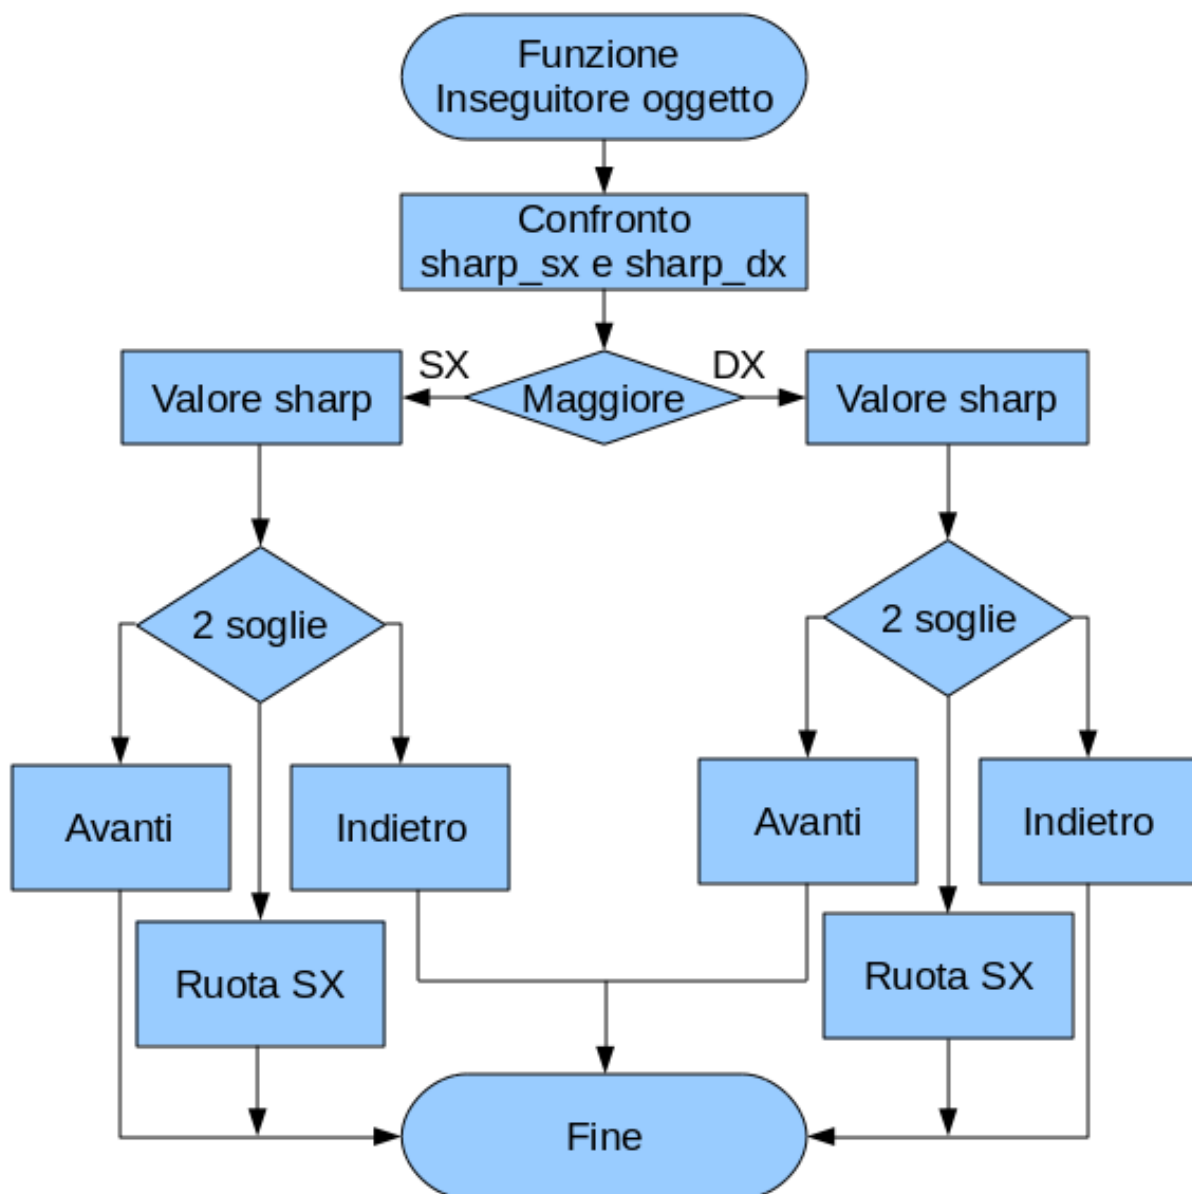 Funzione
Inseguitore oggetto
Confronto
sharp_sx e sharp_dx
SX
DX
Valore sharp
Maggiore
Valore sharp
2 soglie
2 soglie
Avanti
Indietro
Avanti
Indietro
Ruota SX
Ruota SX
Fine